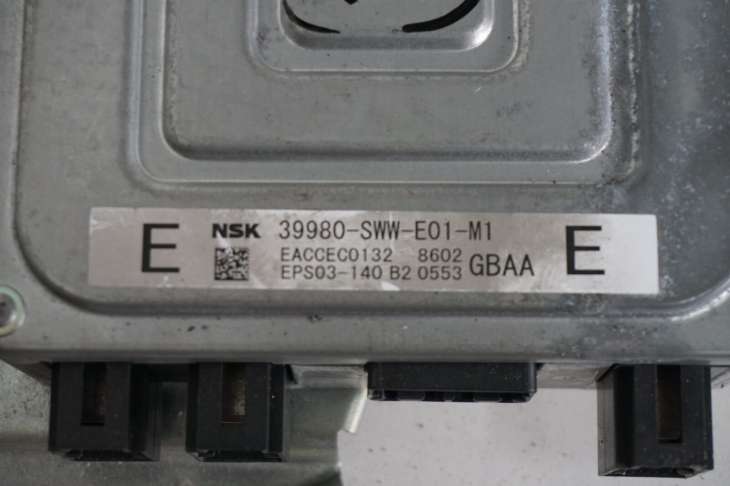 E NSK 39980-SWW-E01-M1 E
EACCEC0132 8602
EPS03-140 B2 0553 GBAA